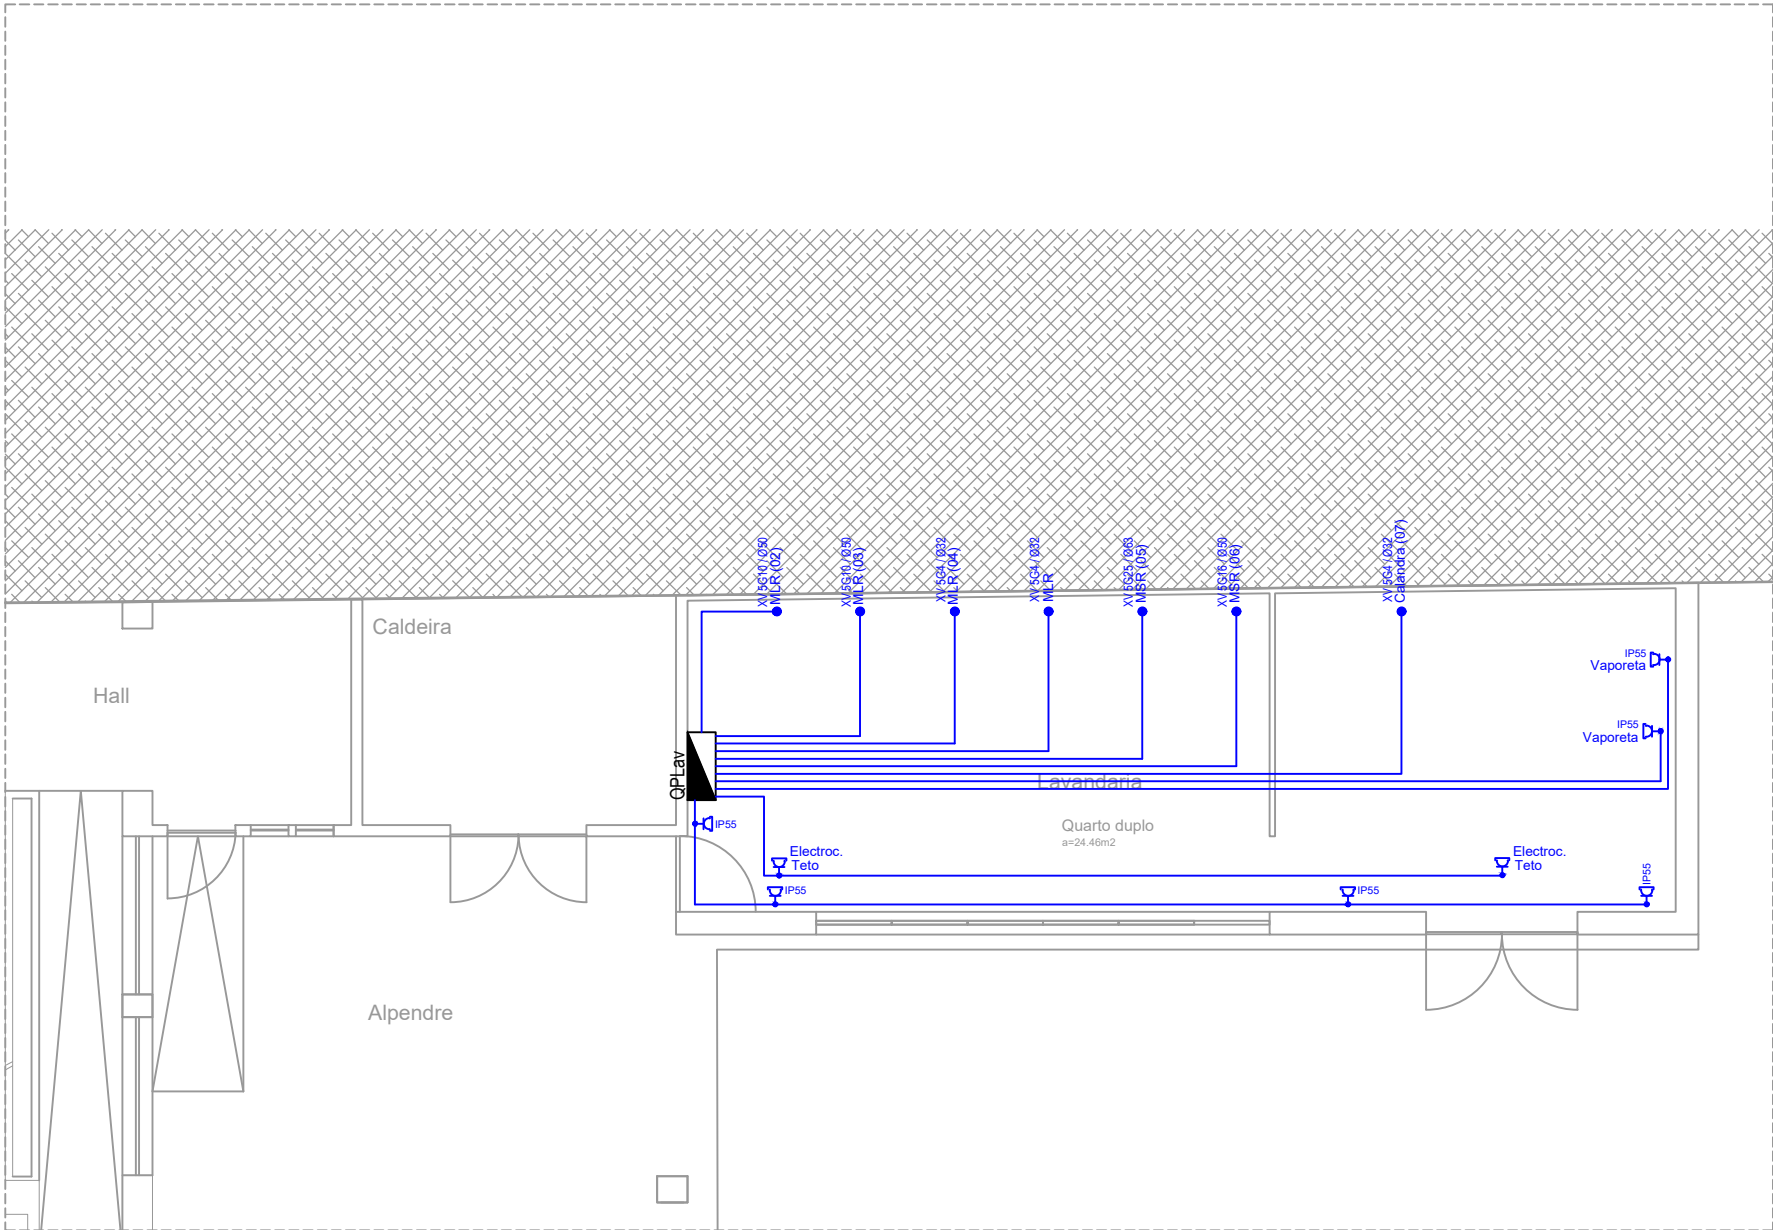 XV 5G10 / Ø50
MLR (02)
XV 5G10 / Ø50
MLR (03)
XV 5G4 / Ø32
MLR (04)
XV 5G4 / Ø32
MLR
XV 5G25 / Ø63
MSR (05)
XV 5G16 / Ø50
MSR (06)
XV 5G4 / Ø32
Calandra (07)
Caldeira
Hall
IP55
Vaporeta
IP55
Vaporeta
QPLav
Lavandaria
Quarto duplo
a=24.46m2
IP55
Electroc.
Teto
Electroc.
Teto
IP55
IP55
IP55
Alpendre